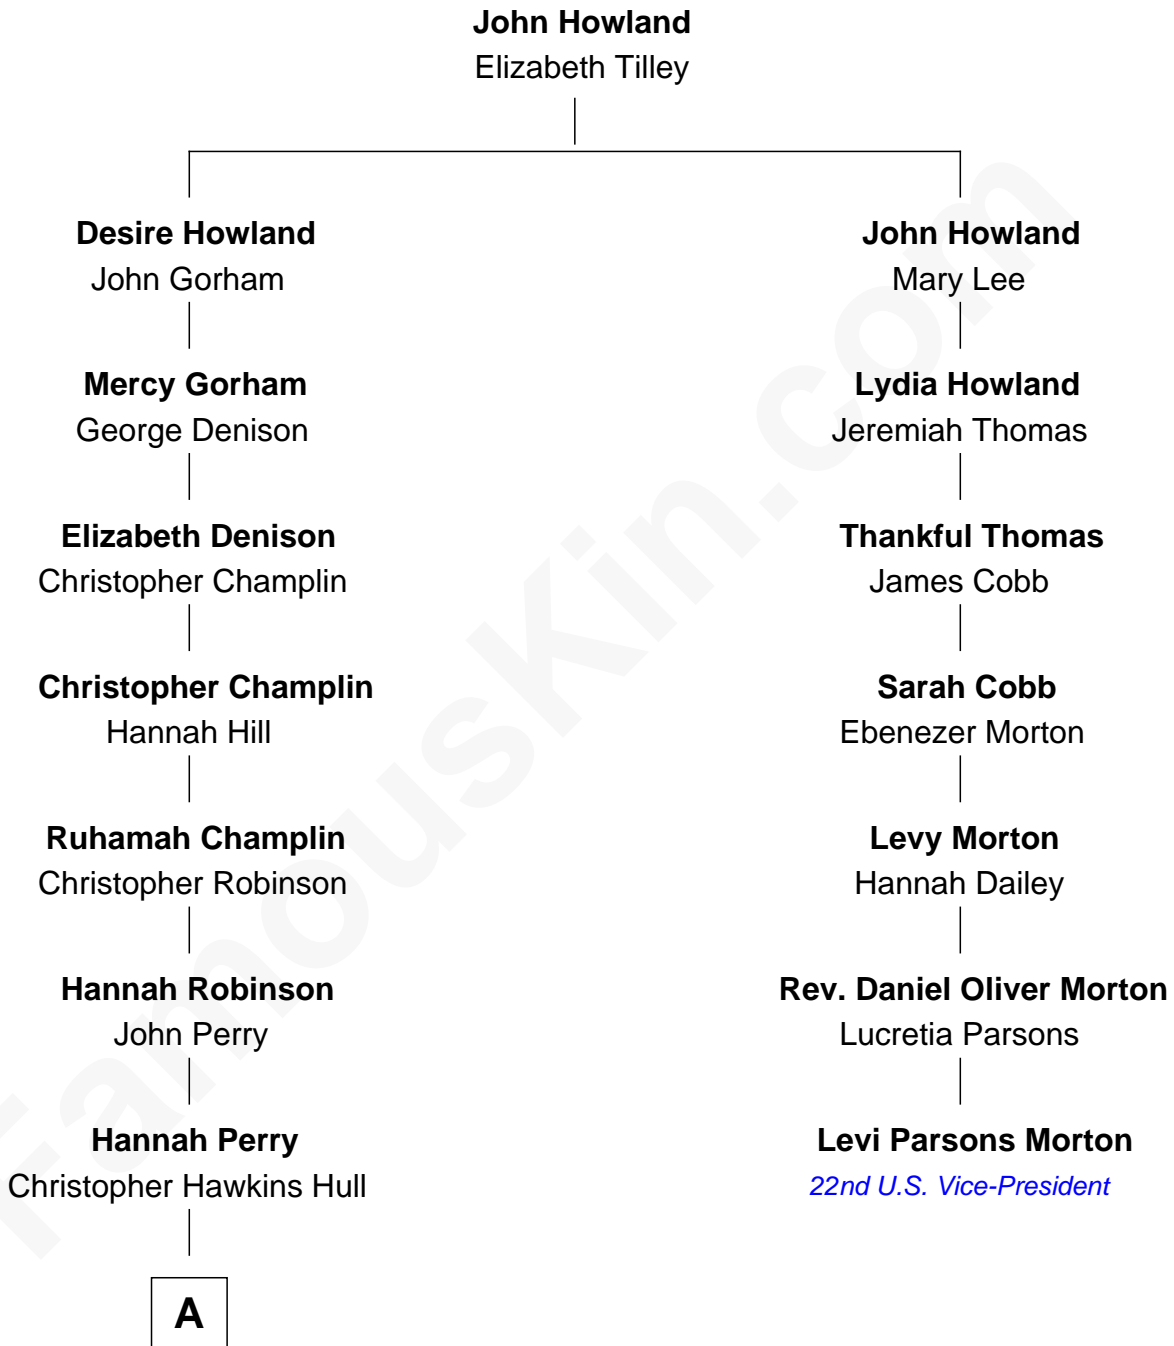 John Howland
Elizabeth Tilley
Desire Howland
John Gorham
John Howland
Mary Lee
Mercy Gorham
George Denison
Lydia Howland
Jeremiah Thomas
Elizabeth Denison
Christopher Champlin
Thankful Thomas
James Cobb
Christopher Champlin
Hannah Hill
Sarah Cobb
Ebenezer Morton
Ruhamah Champlin
Christopher Robinson
Levy Morton
Hannah Dailey
Hannah Robinson
John Perry
Rev. Daniel Oliver Morton
Lucretia Parsons
Hannah Perry
Christopher Hawkins Hull
Levi Parsons Morton
22nd U.S. Vice-President
A
FamousKin.com